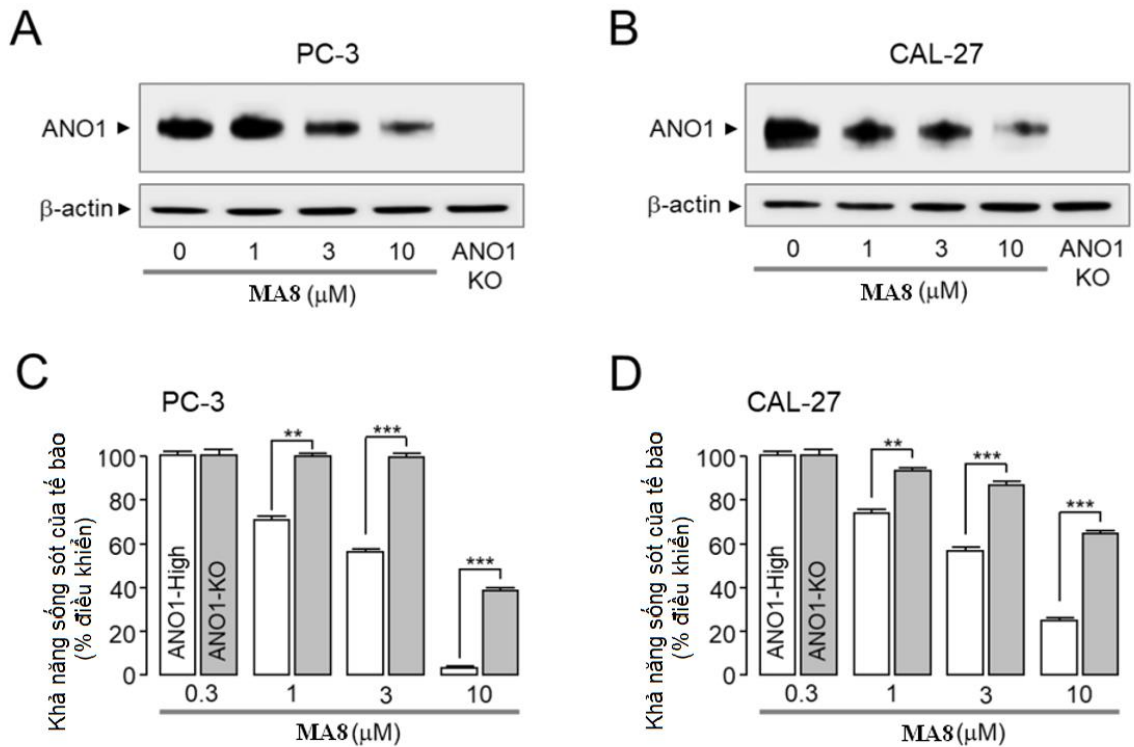 A
PC-3
ANO1
β-actin
0 1 3 10 ANO1 KO
MA8 (μM)
B
CAL-27
ANO1
β-actin
0 1 3 10 ANO1 KO
MA8 (μM)
C
PC-3
Khả năng sống sót của tế bào
(% điều khiển)
100
80
60
40
20
0
ANO1-High
ANO1-KO
**
***
***
0.3 1 3 10
MA8 (μM)
D
CAL-27
Khả năng sống sót của tế bào
(% điều khiển)
100
80
60
40
20
0
ANO1-High
ANO1-KO
**
***
***
0.3 1 3 10
MA8 (μM)